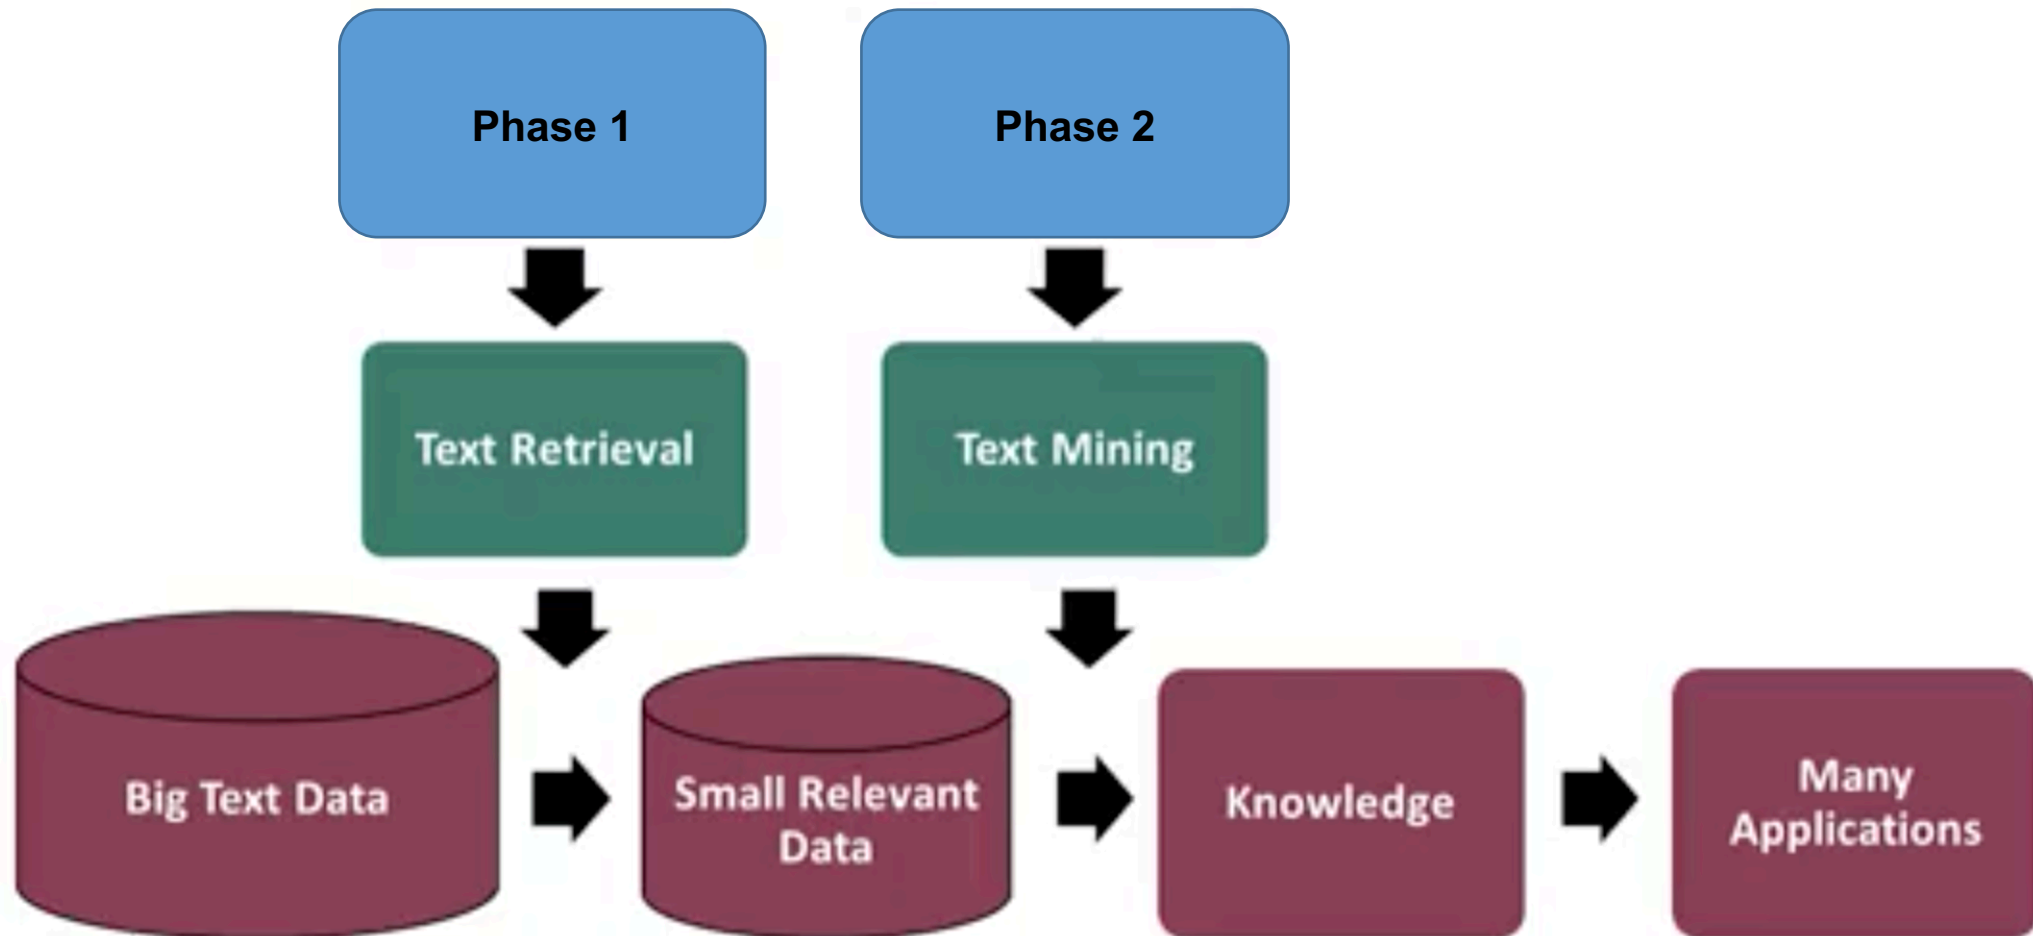 Phase 1
Phase 2
Text Retrieval
Text Mining
Big Text Data
Small Relevant
Data
Knowledge
Many
Applications